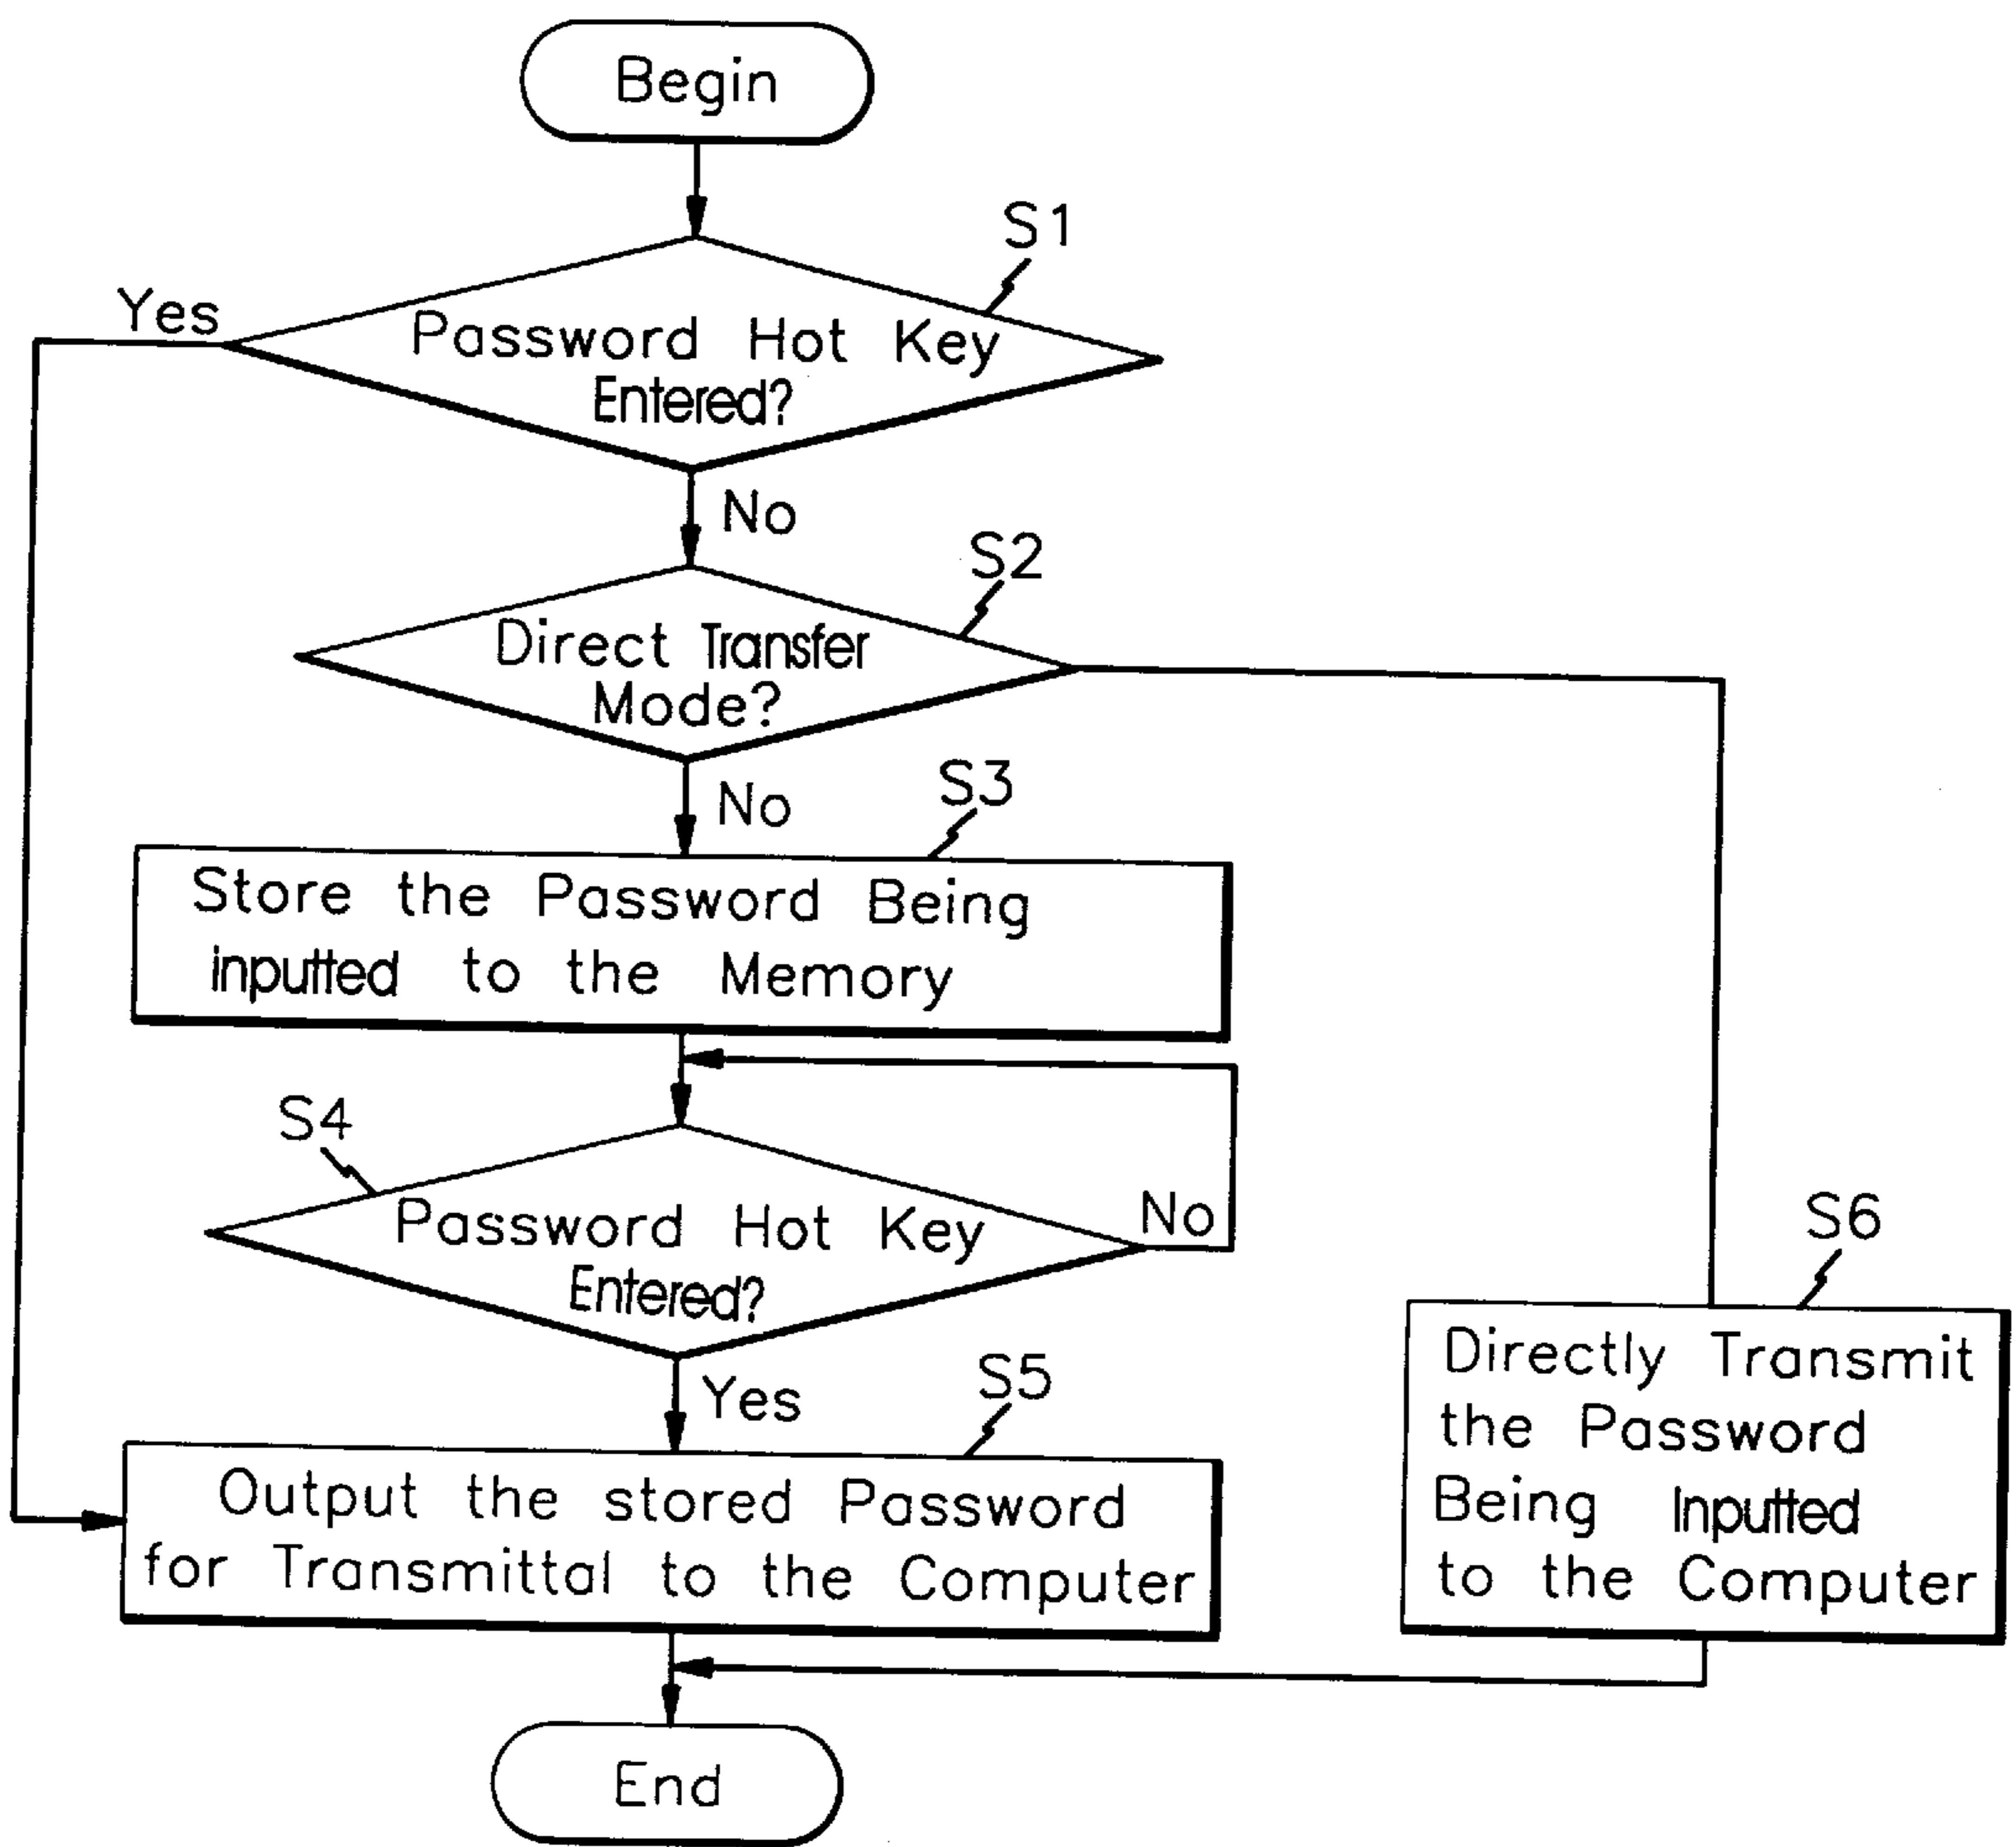 Begin
S1
Yes
Password Hot Key
Entered?
No
S2
Direct Transfer
Mode?
No
S3
Store the Password Being
inputted to the Memory
S4
Password Hot Key
Entered?
No
Yes
S5
Output the stored Password
for Transmittal to the Computer
S6
Directly Transmit
the Password
Being Inputted
to the Computer
End